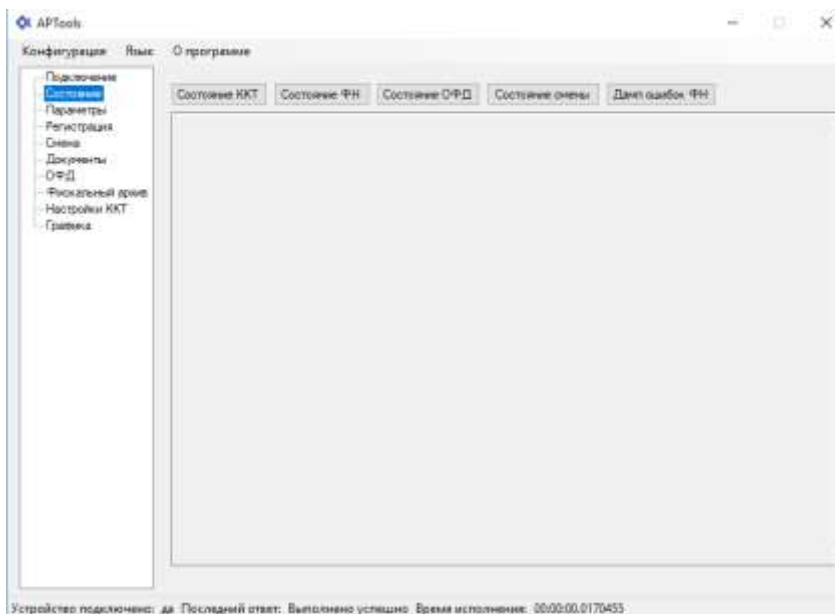 APTools
Конфигурация Язык О программе
Подключение
Состояние
Параметры
Регистрация
Смена
Документы
ОФД
Фискальный архив
Настройки ККТ
Графика
Состояние ККТ Состояние ФН Состояние ОФД Состояние смены Дамп ошибок ФН
Устройство подключено: да Последний ответ: Выполнено успешно Время исполнения: 00:00:00.0170455